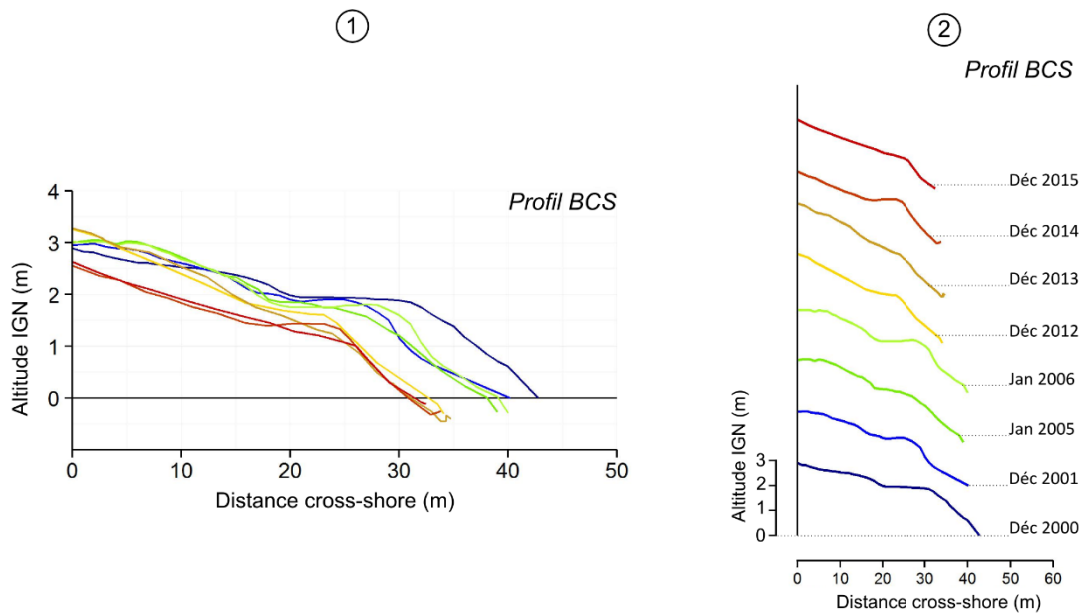 ①
Profil BCS
Altitude IGN (m)
4
3
2
1
0
0
10
20
30
40
50
Distance cross-shore (m)
②
Profil BCS
Déc 2015
Déc 2014
Déc 2013
Déc 2012
Jan 2006
Jan 2005
Déc 2001
Déc 2000
Altitude IGN (m)
3
2
1
0
0
10
20
30
40
50
60
Distance cross-shore (m)